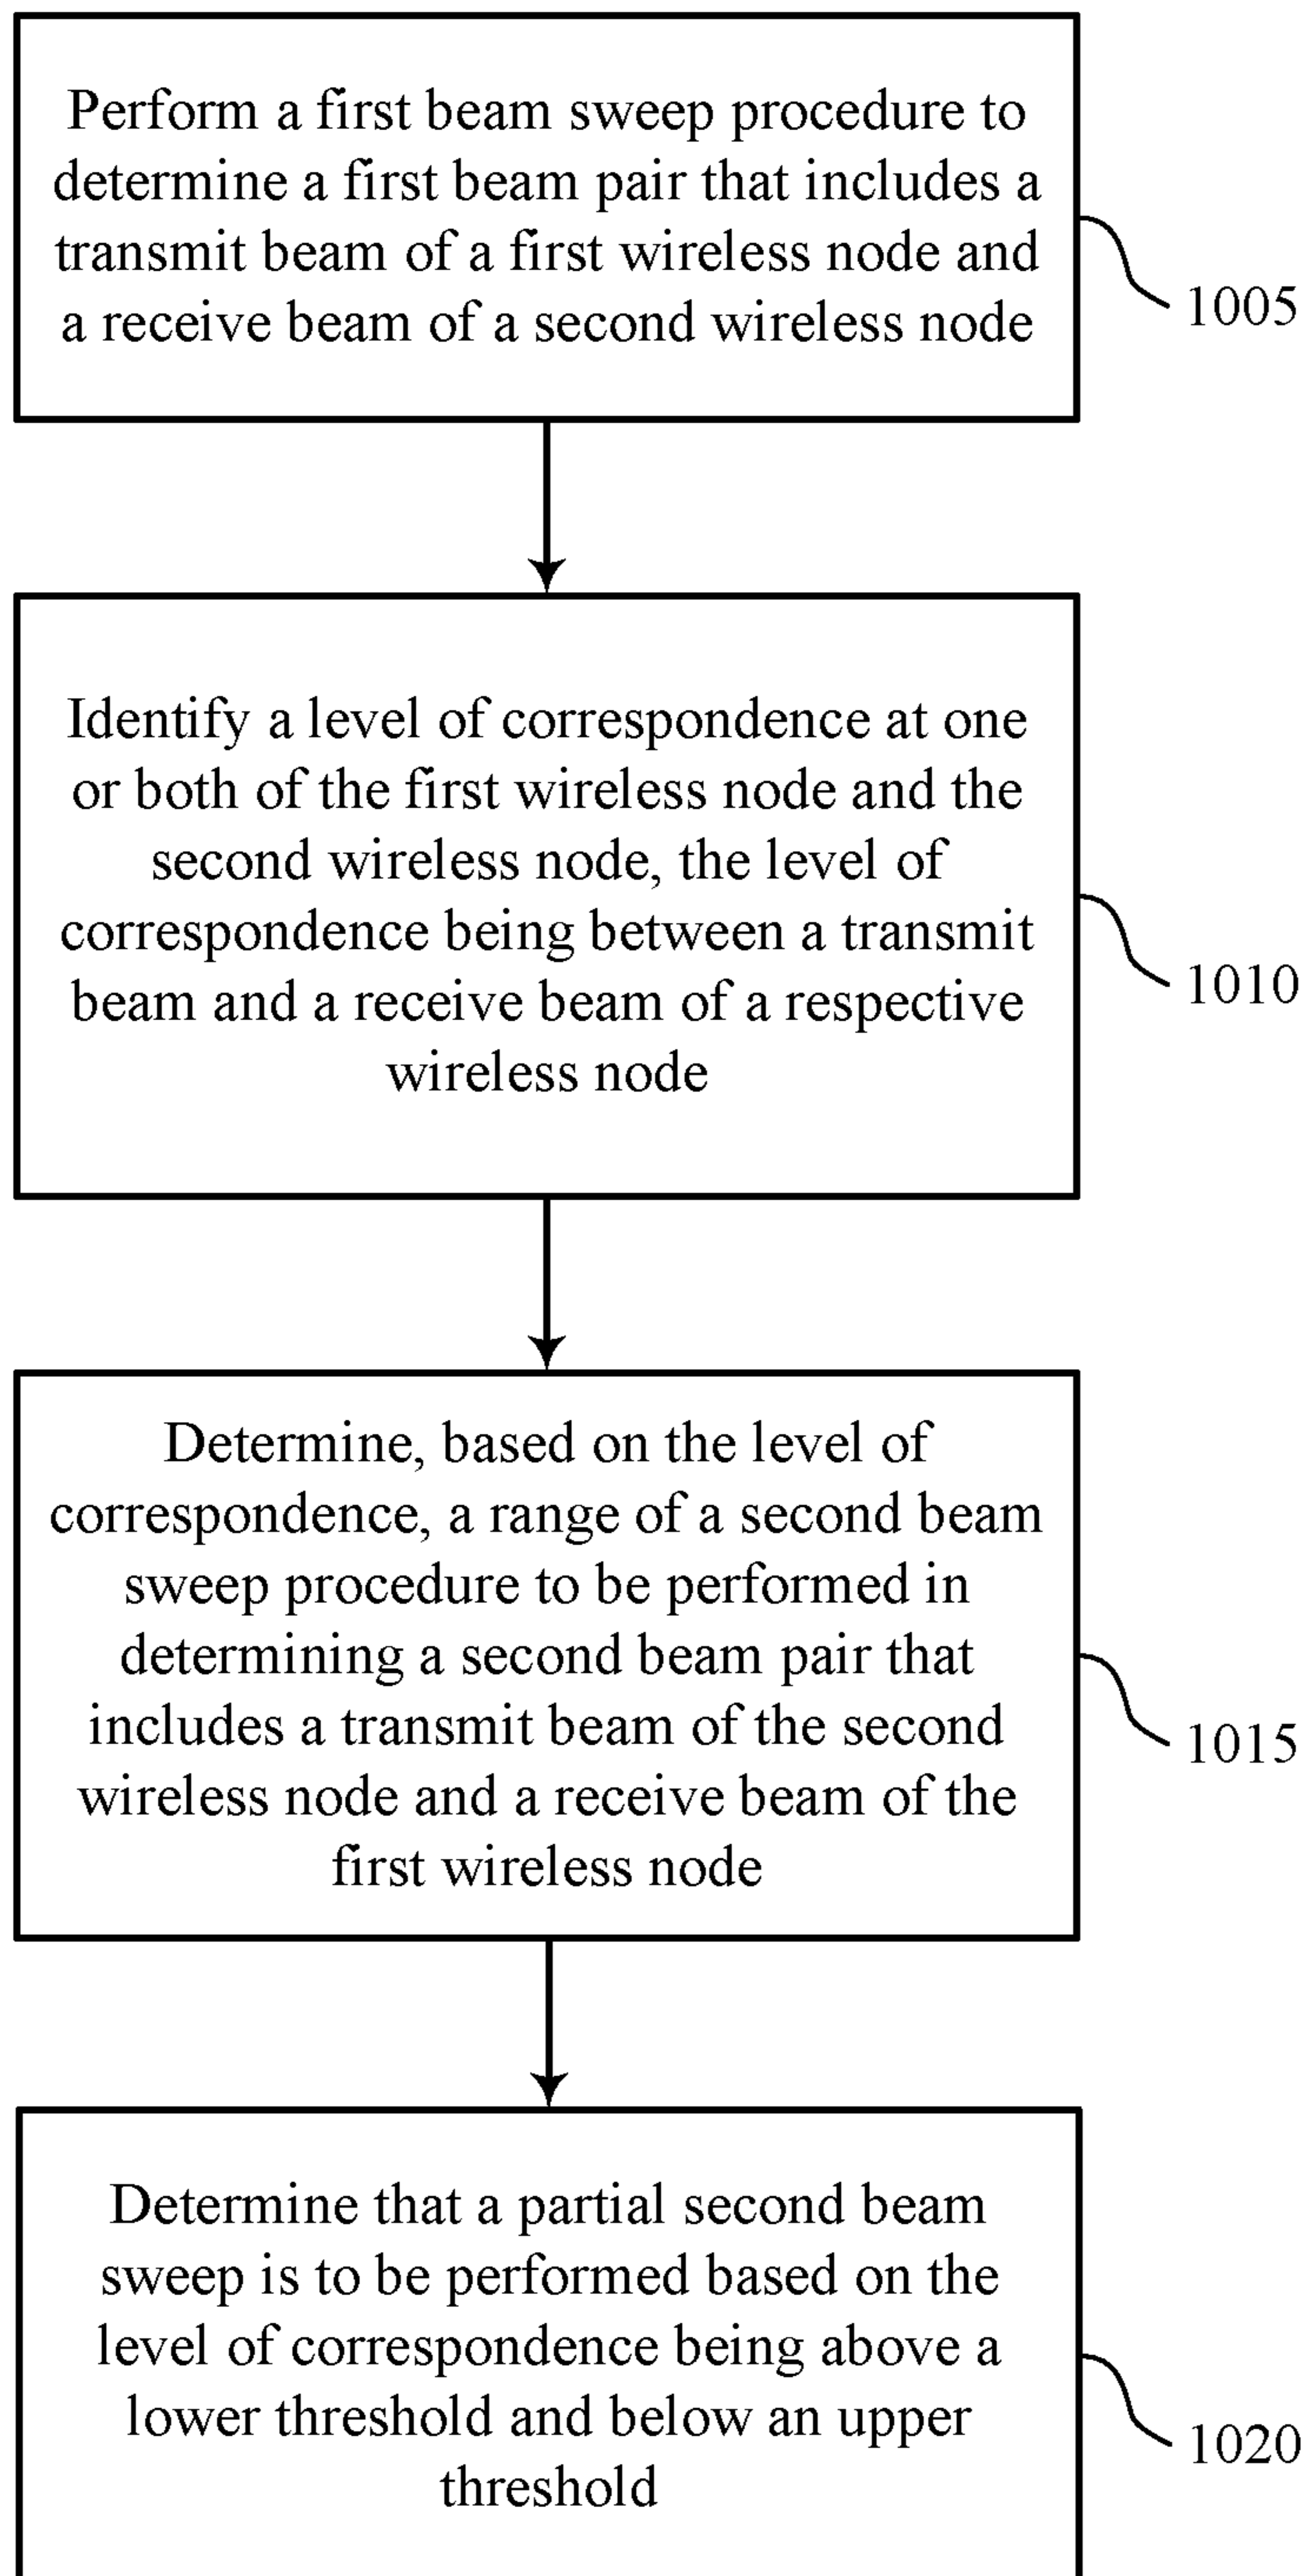 Perform a first beam sweep procedure to
determine a first beam pair that includes a
transmit beam of a first wireless node and
a receive beam of a second wireless node
1005
Identify a level of correspondence at one
or both of the first wireless node and the
second wireless node, the level of
correspondence being between a transmit
beam and a receive beam of a respective
wireless node
1010
Determine, based on the level of
correspondence, a range of a second beam
sweep procedure to be performed in
determining a second beam pair that
includes a transmit beam of the second
wireless node and a receive beam of the
first wireless node
1015
Determine that a partial second beam
sweep is to be performed based on the
level of correspondence being above a
lower threshold and below an upper
threshold
1020